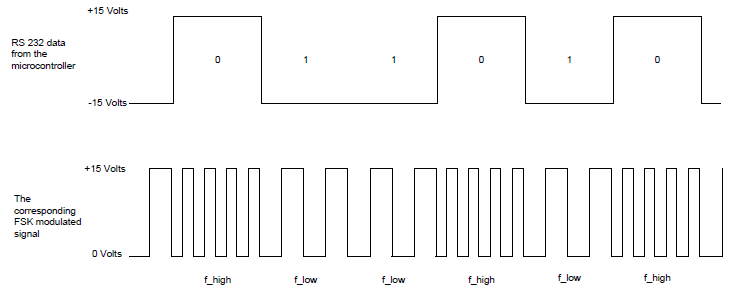 +15 Volts
RS 232 data
from the
microcontroller
0 1 1 0 1 0
-15 Volts
+15 Volts
The
corresponding
FSK modulated
signal
0 Volts
f_high f_low f_low f_high f_low f_high